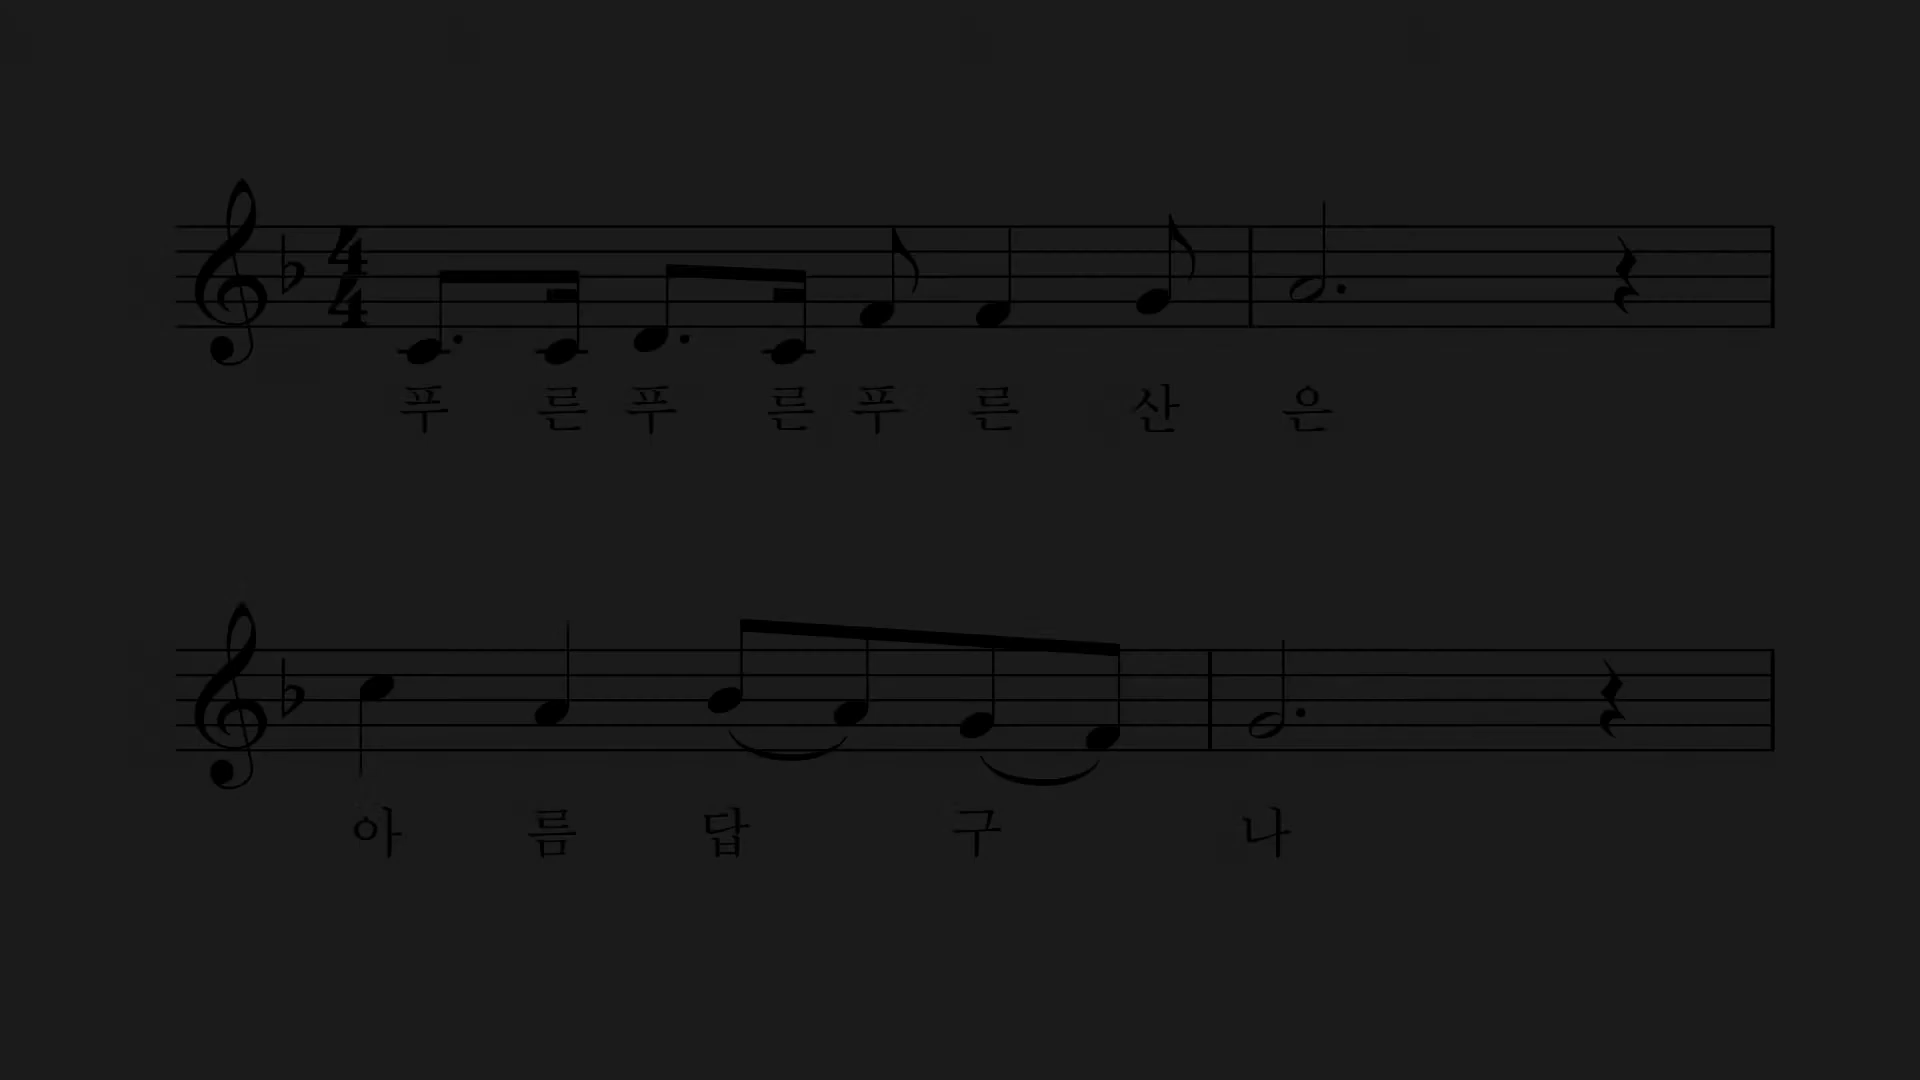 푸 른 푸 른 푸 른 산 은
아 름 답 구 나